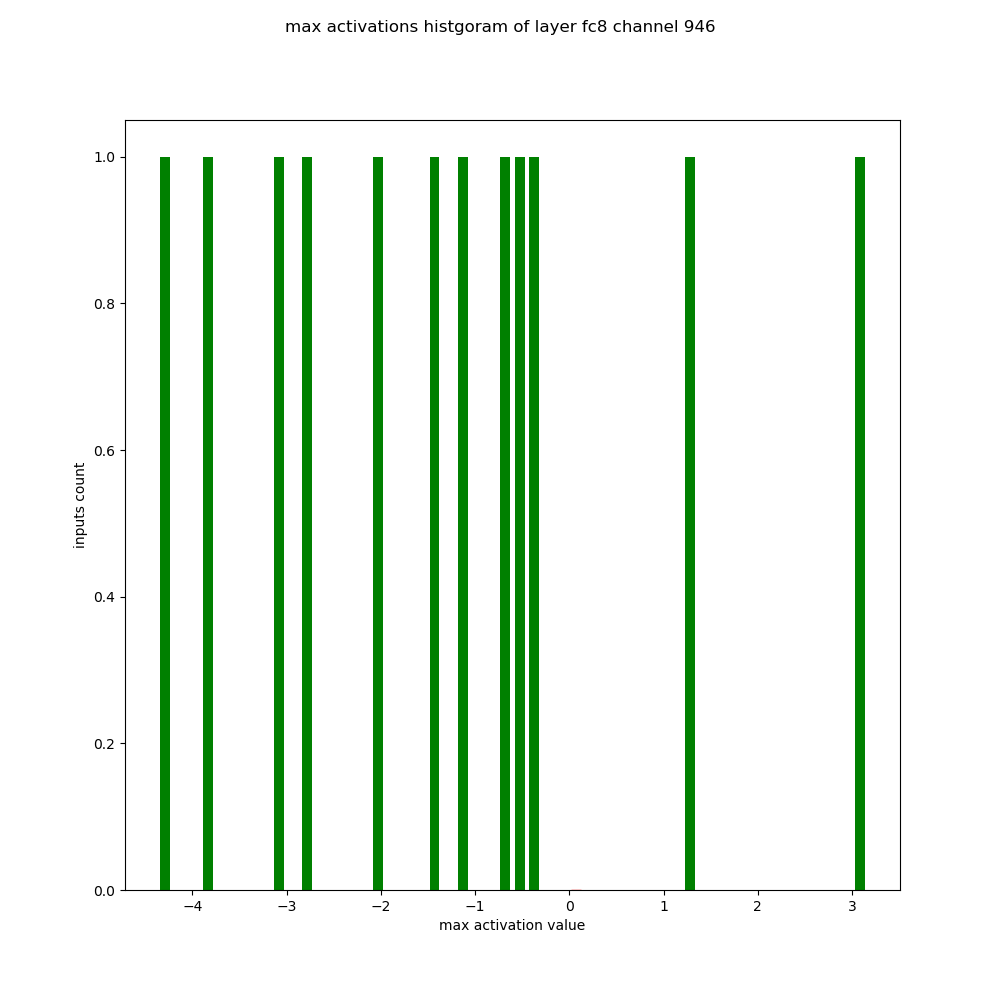 max activations histgoram of layer fc8 channel 946
1.0
0.8
0.6
0.4
0.2
0.0
inputs count
−4 −3 −2 −1 0 1 2 3
max activation value